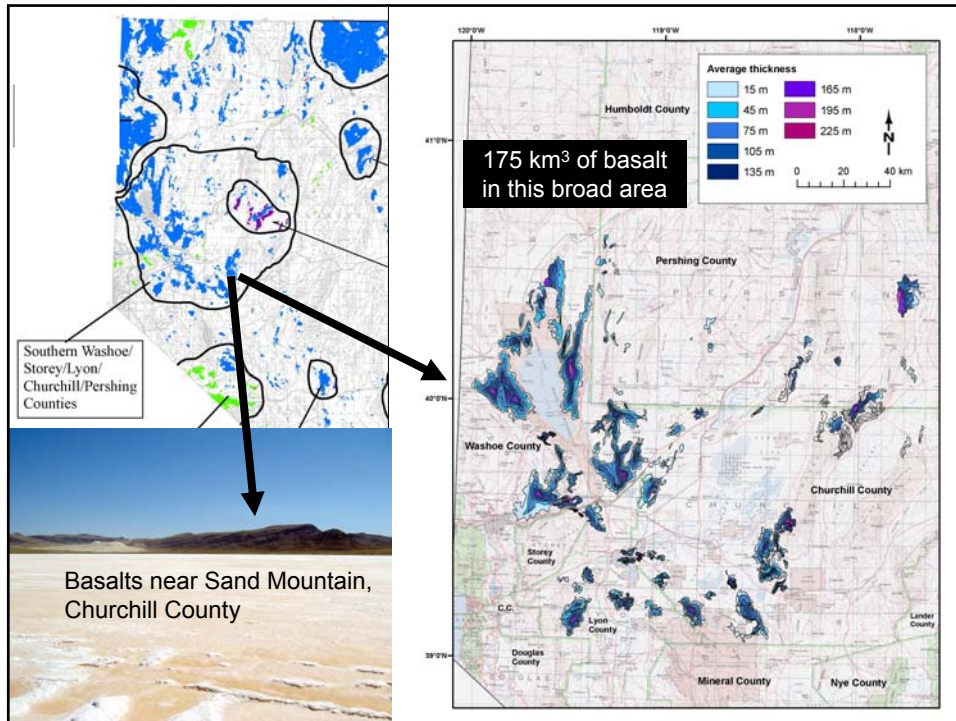 Southern Washoe/
Storey/Lyon/
Churchill/Pershing
Counties
Basalts near Sand Mountain,
Churchill County
120°0'W
119°0'W
118°0'W
41°0'N
40°0'N
39°0'N
175 km³ of basalt
in this broad area
Average thickness
15 m
45 m
75 m
105 m
135 m
165 m
195 m
225 m
N
0 20 40 km
Humboldt County
Pershing County
PERSHIN
Washoe County
Churchill County
CHURCHILL
Storey
County
C.C.
Lyon
County
Douglas
County
DOUGLAS
Mineral County
Nye County
Lander
County